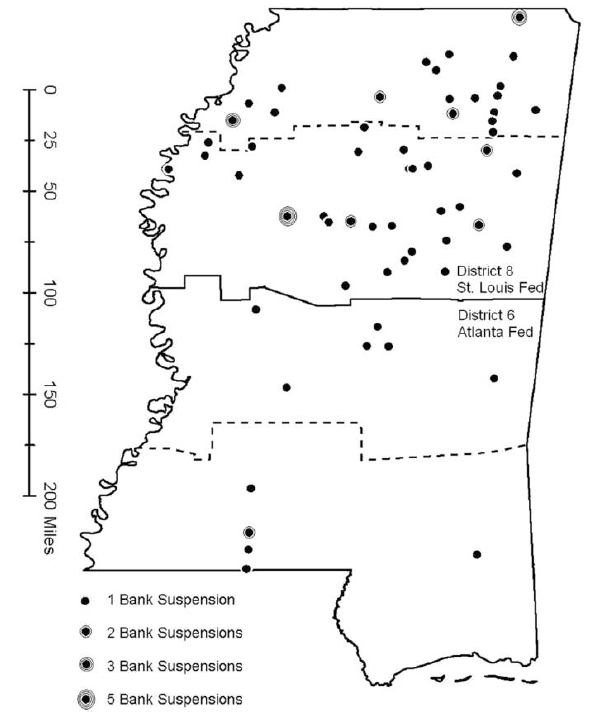 0
25
50
100
150
200 Miles
District 8
St. Louis Fed
District 6
Atlanta Fed
1 Bank Suspension
2 Bank Suspensions
3 Bank Suspensions
5 Bank Suspensions